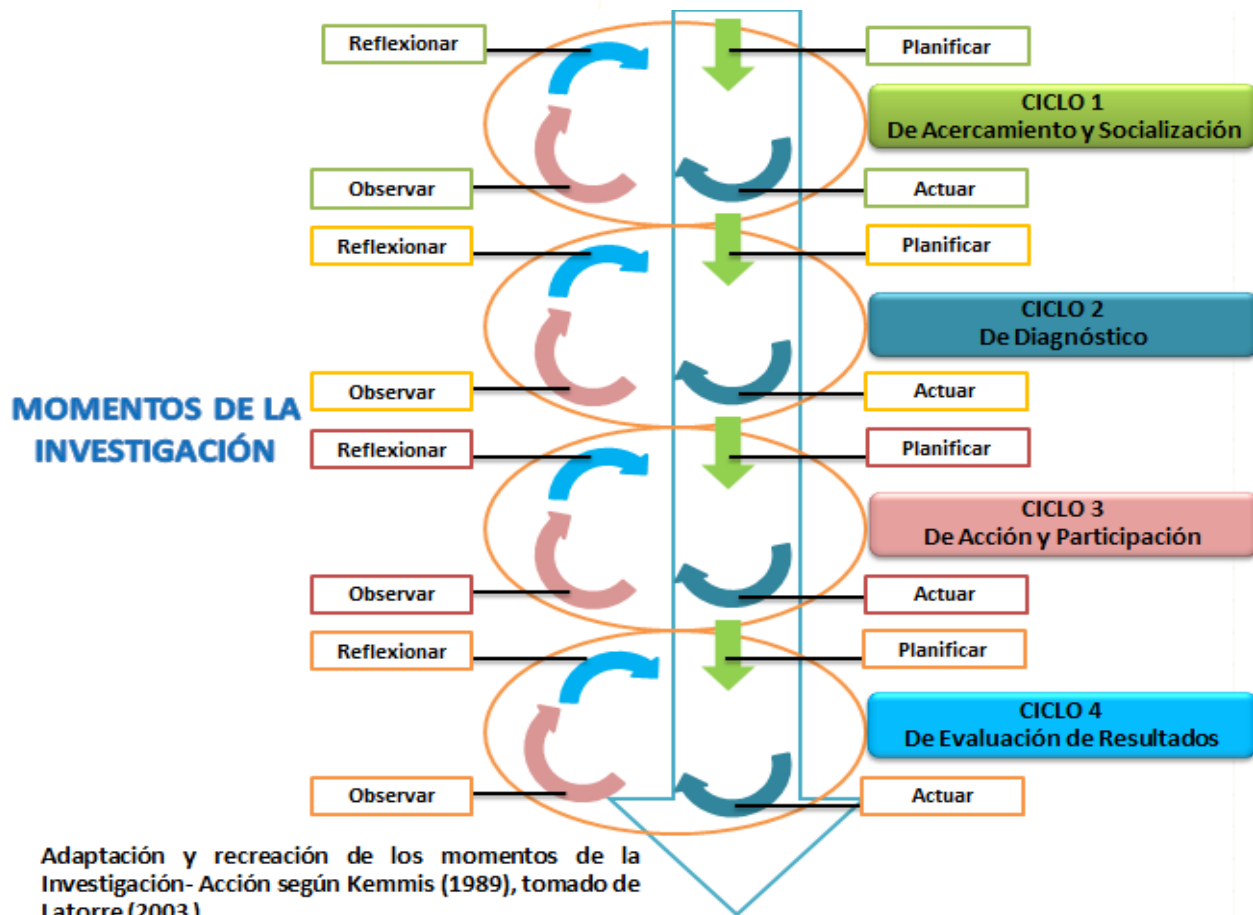 Reflexionar
Planificar
CICLO 1
De Acercamiento y Socialización
Observar
Actuar
Reflexionar
Planificar
CICLO 2
De Diagnóstico
Observar
Actuar
MOMENTOS DE LA
INVESTIGACIÓN
Reflexionar
Planificar
CICLO 3
De Acción y Participación
Observar
Actuar
Reflexionar
Planificar
CICLO 4
De Evaluación de Resultados
Observar
Actuar
Adaptación y recreación de los momentos de la
Investigación- Acción según Kemmis (1989), tomado de
Latorre (2003)